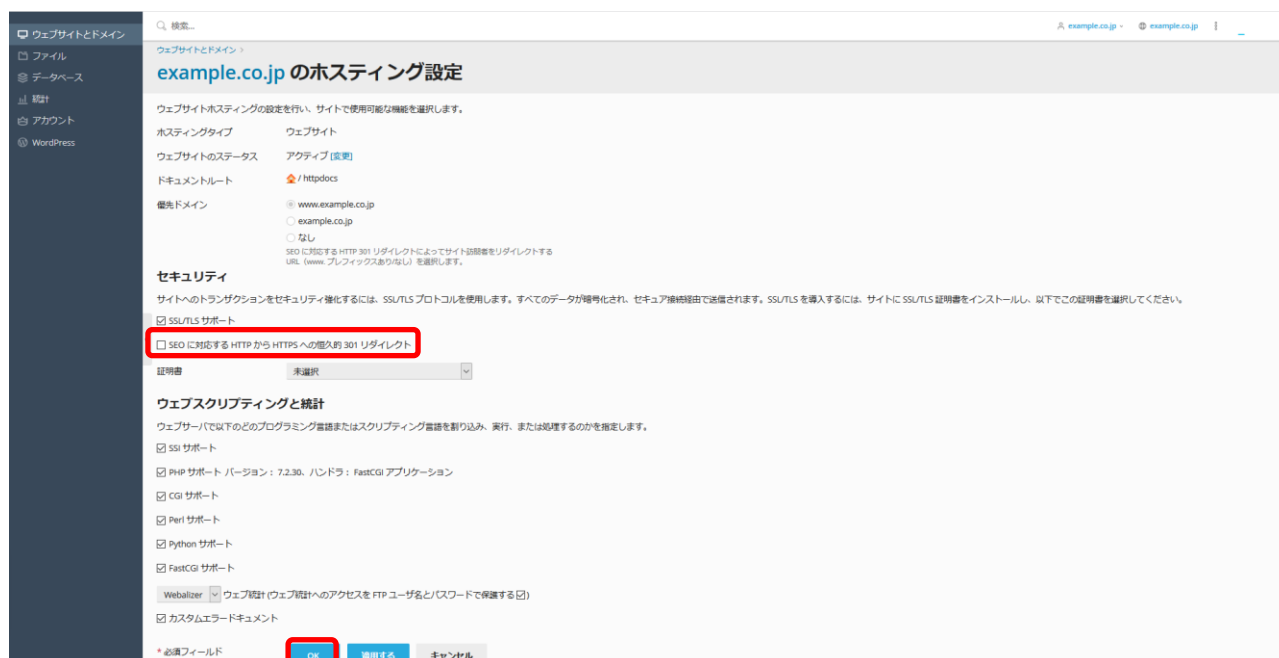 検索...
example.co.jp
example.co.jp
ウェブサイトとドメイン
ファイル
データベース
統計
アカウント
WordPress
ウェブサイトとドメイン >
example.co.jp のホスティング設定
ウェブサイトホスティングの設定を行い、サイトで使用可能な機能を選択します。
ホスティングタイプ ウェブサイト
ウェブサイトのステータス アクティブ [変更]
ドキュメントルート / httpdocs
優先ドメイン www.example.co.jp
example.co.jp
なし
SEO に対応する HTTP 301 リダイレクトによってサイト訪問者をリダイレクトする
URL（www. プレフィックスあり/なし）を選択します。
セキュリティ
サイトへのトランザクションをセキュリティ強化するには、SSL/TLS プロトコルを使用します。すべてのデータが暗号化され、セキュア接続経由で送信されます。SSL/TLS を導入するには、サイトに SSL/TLS 証明書をインストールし、以下でこの証明書を選択してください。
SSL/TLS サポート
SEO に対応する HTTP から HTTPS への恒久的 301 リダイレクト
証明書 未選択
ウェブスクリプティングと統計
ウェブサーバで以下のどのプログラミング言語またはスクリプティング言語を割り込み、実行、または処理するのかを指定します。
SSI サポート
PHP サポート バージョン： 7.2.30、ハンドラ： FastCGI アプリケーション
CGI サポート
Perl サポート
Python サポート
FastCGI サポート
Webalizer ウェブ統計 (ウェブ統計へのアクセスを FTP ユーザ名とパスワードで保護する)
カスタムエラードキュメント
* 必須フィールド OK 適用する キャンセル